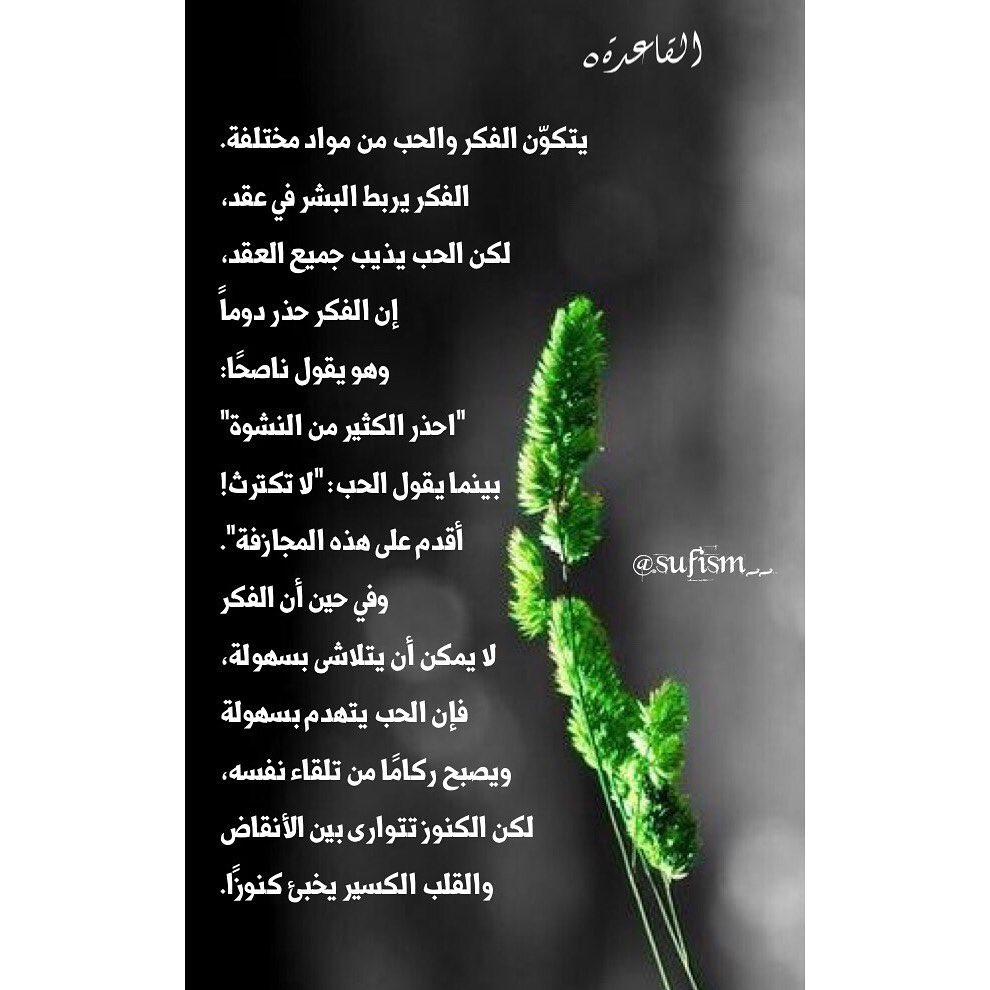 القاعدة ٥
يتكوّن الفكر والحب من مواد مختلفة.
الفكر يربط البشر في عقد،
لكن الحب يذيب جميع العقد،
إن الفكر حذر دوماً
وهو يقول ناصحًا:
"احذر الكثير من النشوة"
بينما يقول الحب: "لا تكترث!
أقدم على هذه المجازفة".
وفي حين أن الفكر
لا يمكن أن يتلاشى بسهولة،
فإن الحب يتهدم بسهولة
ويصبح ركامًا من تلقاء نفسه،
لكن الكنوز تتوارى بين الأنقاض
والقلب الكسير يخبئ كنوزًا.
@sufism__